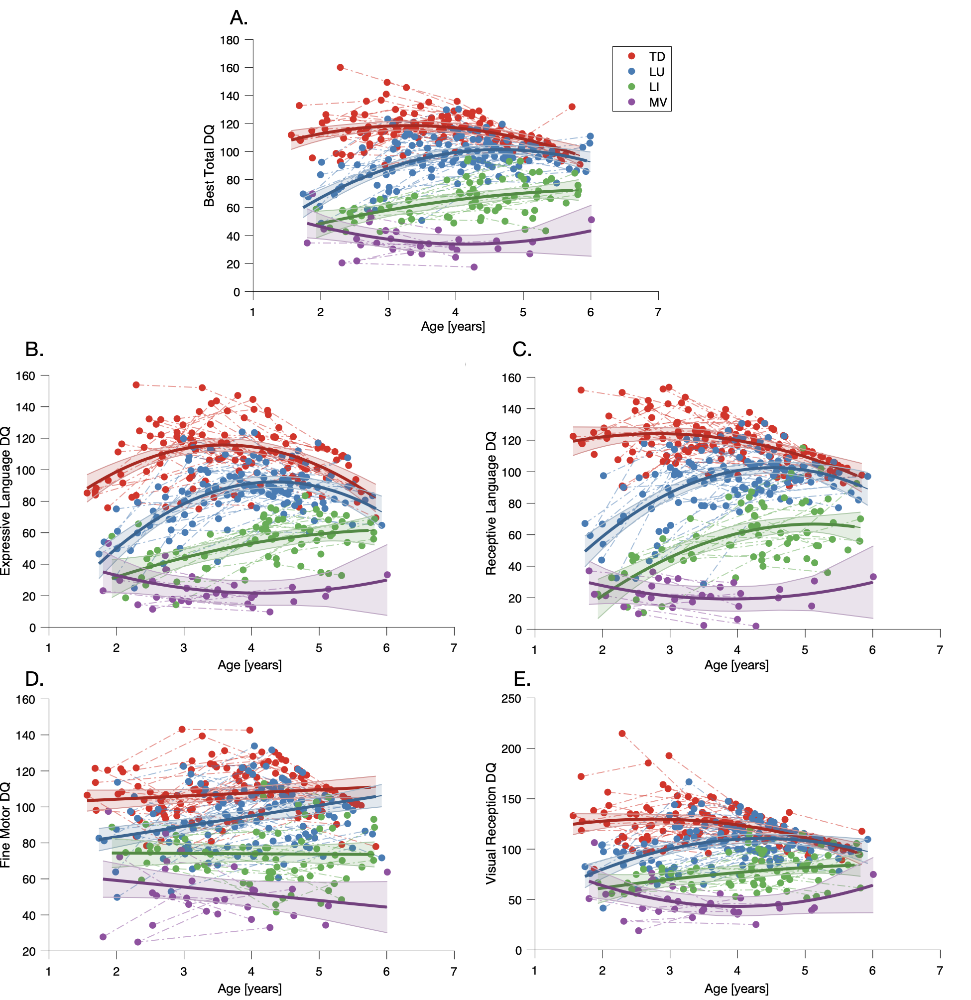 A.
180
160
140
120
100
80
60
40
20
0
Best Total DQ
1 2 3 4 5 6 7
Age [years]
TD
LU
LI
MV
B.
160
140
120
100
80
60
40
20
0
Expressive Language DQ
1 2 3 4 5 6 7
Age [years]
C.
160
140
120
100
80
60
40
20
0
Receptive Language DQ
1 2 3 4 5 6 7
Age [years]
D.
160
140
120
100
80
60
40
20
Fine Motor DQ
1 2 3 4 5 6 7
Age [years]
E.
250
200
150
100
50
0
Visual Reception DQ
1 2 3 4 5 6 7
Age [years]